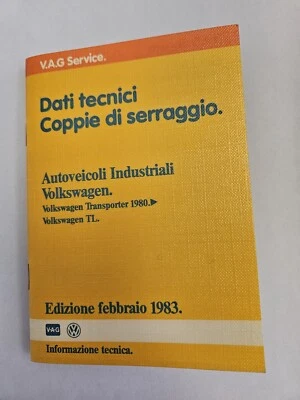 V.A.G Service.
Dati tecnici
Coppie di serraggio.
Autoveicoli Industriali
Volkswagen.
Volkswagen Transporter 1980.▶
Volkswagen TL.
Edizione febbraio 1983.
V·A·G
Informazione tecnica.